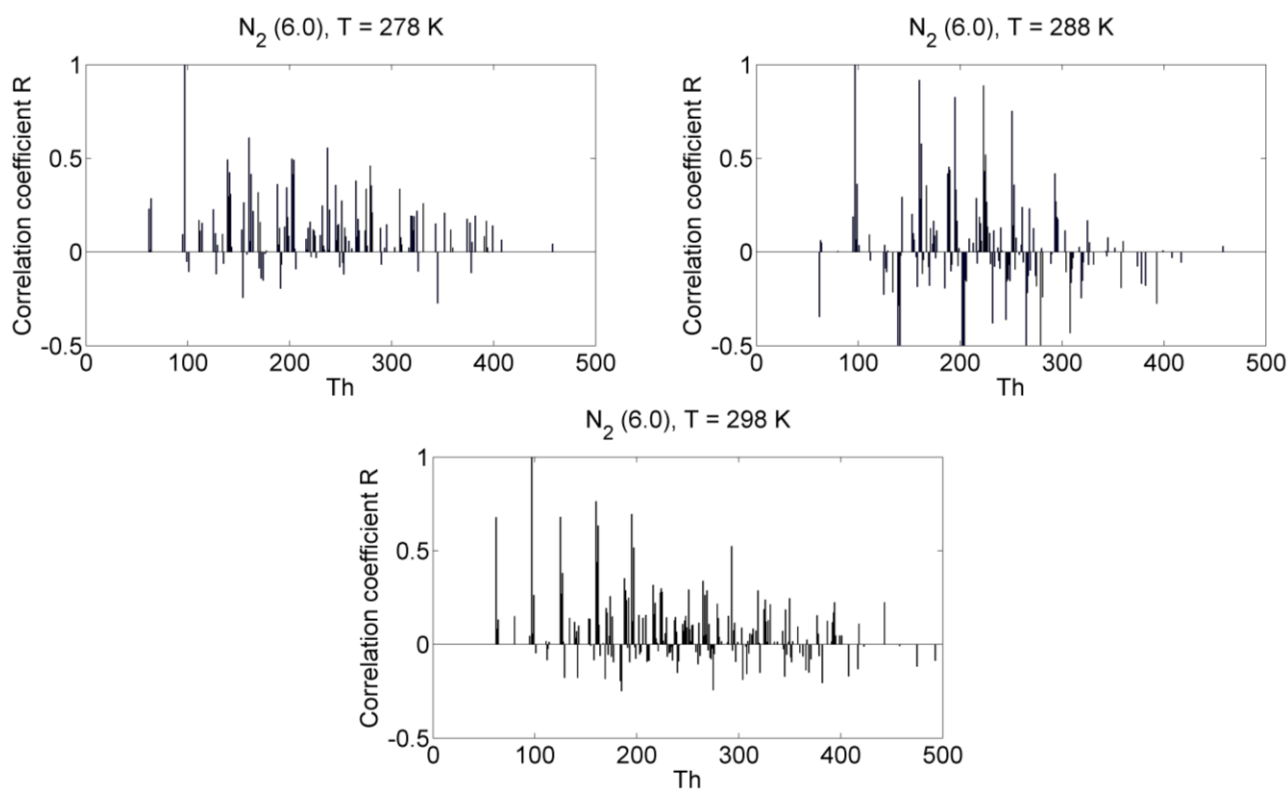 N2 (6.0), T = 278 K
Correlation coefficient R
1
0.5
0
-0.5
0 100 200 300 400 500
Th
N2 (6.0), T = 288 K
Correlation coefficient R
1
0.5
0
-0.5
0 100 200 300 400 500
Th
N2 (6.0), T = 298 K
Correlation coefficient R
1
0.5
0
-0.5
0 100 200 300 400 500
Th